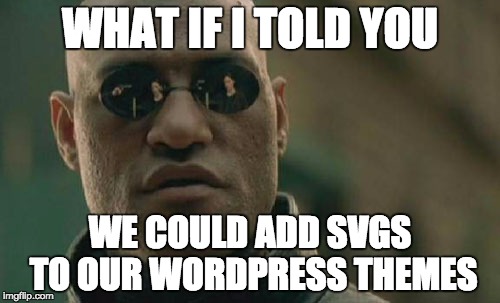 WHAT IF I TOLD YOU
WE COULD ADD SVGS
TO OUR WORDPRESS THEMES
imgflip.com